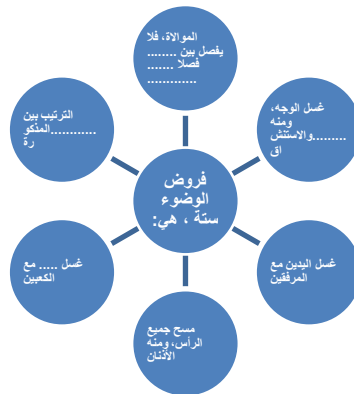 فروض
الوضوء
ستة ، هي:
الموالاة، فلا
يفصل بين ........
فصلا .......
.............
غسل الوجه،
ومنه
.........والاستنش
اق
غسل اليدين مع
المرفقين
مسح جميع
الرأس، ومنه
الأذنان
غسل ..... مع
الكعبين
الترتيب بين
............المذكو
رة